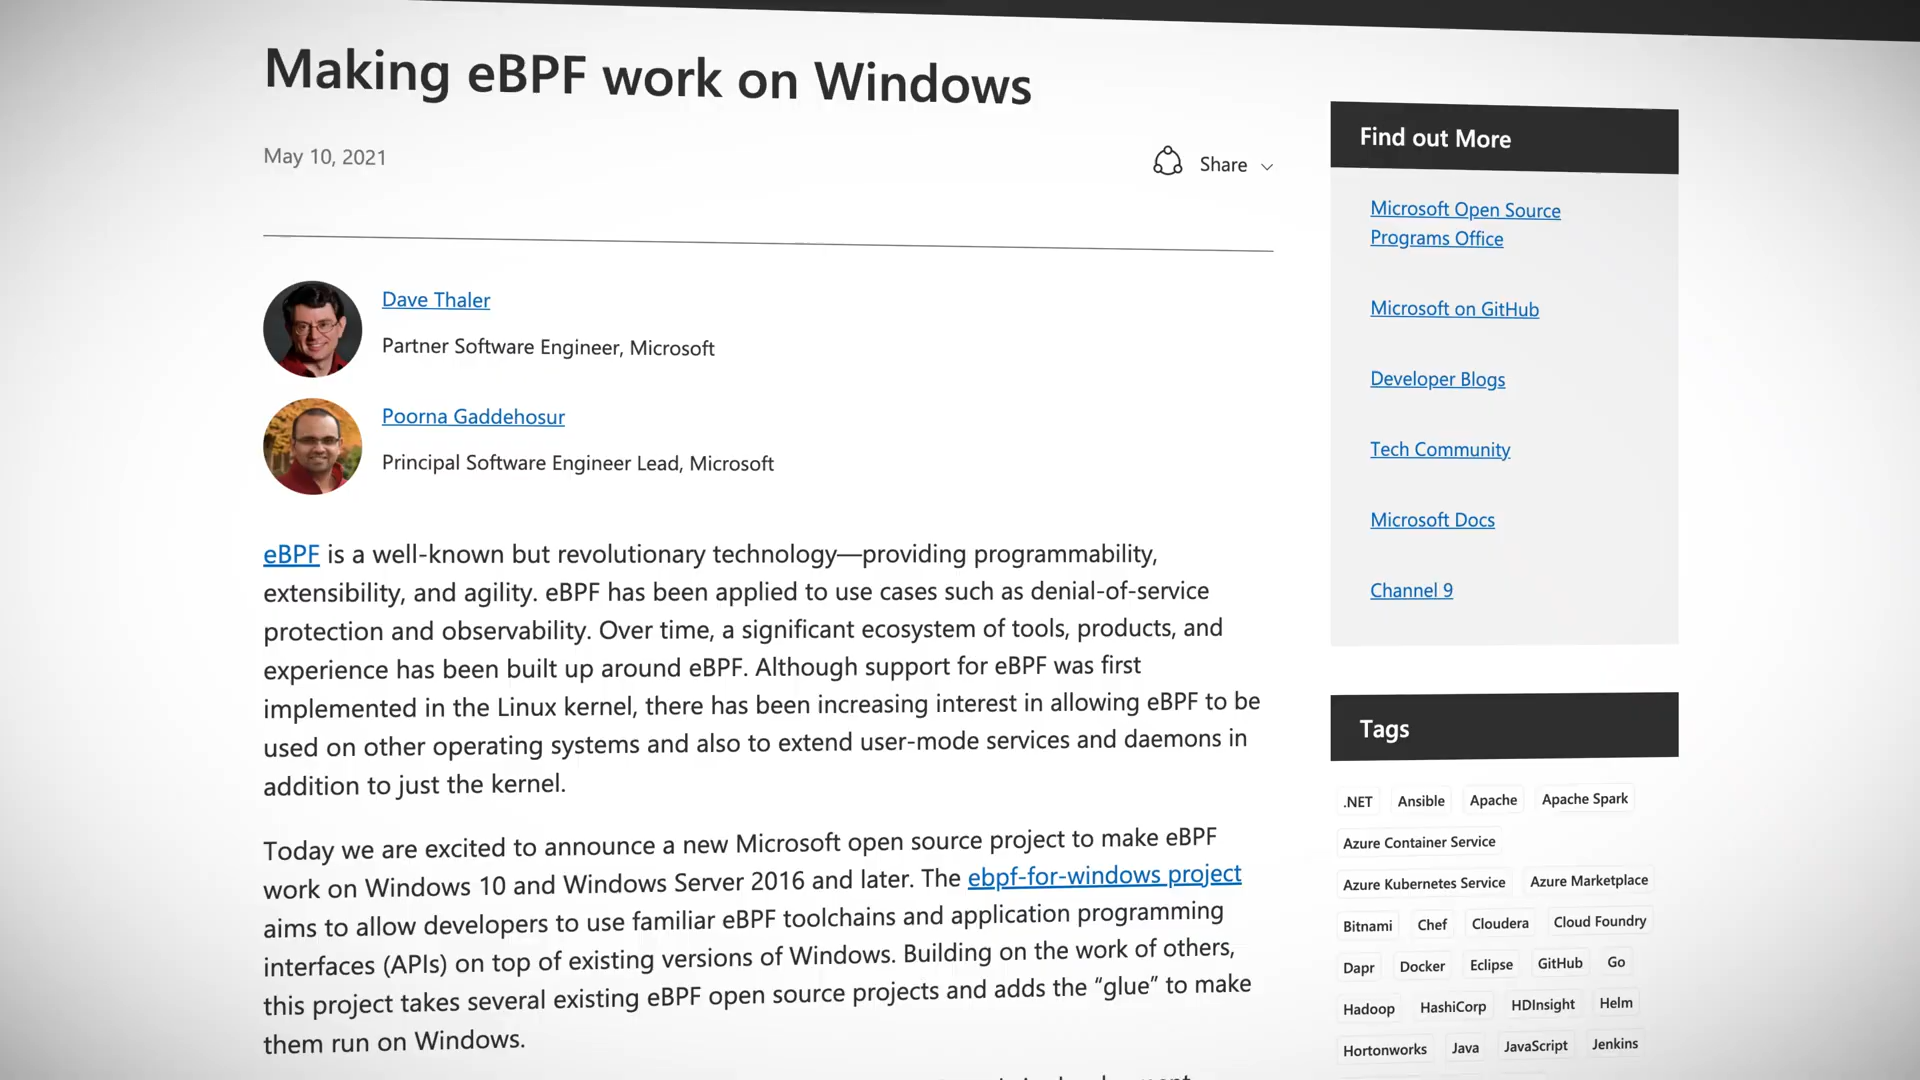 Making eBPF work on Windows
May 10, 2021
Share
Dave Thaler
Partner Software Engineer, Microsoft
Poorna Gaddehosur
Principal Software Engineer Lead, Microsoft
eBPF is a well-known but revolutionary technology—providing programmability,
extensibility, and agility. eBPF has been applied to use cases such as denial-of-service
protection and observability. Over time, a significant ecosystem of tools, products, and
experience has been built up around eBPF. Although support for eBPF was first
implemented in the Linux kernel, there has been increasing interest in allowing eBPF to be
used on other operating systems and also to extend user-mode services and daemons in
addition to just the kernel.
Today we are excited to announce a new Microsoft open source project to make eBPF
work on Windows 10 and Windows Server 2016 and later. The ebpf-for-windows project
aims to allow developers to use familiar eBPF toolchains and application programming
interfaces (APIs) on top of existing versions of Windows. Building on the work of others,
this project takes several existing eBPF open source projects and adds the “glue” to make
them run on Windows.
Find out More
Microsoft Open Source
Programs Office
Microsoft on GitHub
Developer Blogs
Tech Community
Microsoft Docs
Channel 9
Tags
.NET Ansible Apache Apache Spark
Azure Container Service
Azure Kubernetes Service Azure Marketplace
Bitnami Chef Cloudera Cloud Foundry
Dapr Docker Eclipse GitHub Go
Hadoop HashiCorp HDInsight Helm
Hortonworks Java JavaScript Jenkins